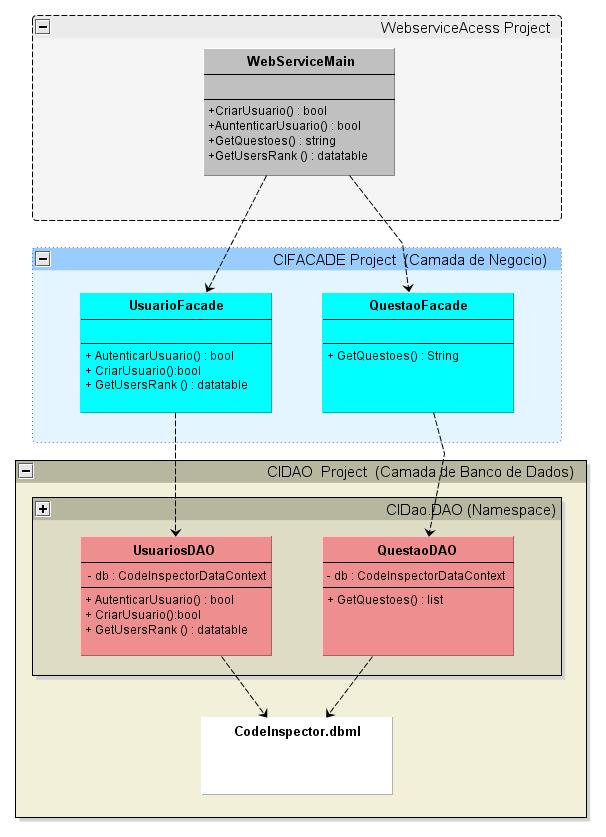 WebserviceAcess Project
WebServiceMain
+CriarUsuario() : bool
+AuntenticarUsuario() : bool
+GetQuestoes() : string
+GetUsersRank () : datatable
CIFACADE Project (Camada de Negocio)
UsuarioFacade
+ AutenticarUsuario() : bool
+ CriarUsuario():bool
+ GetUsersRank () : datatable
QuestaoFacade
+ GetQuestoes() : String
CIDAO Project (Camada de Banco de Dados)
CIDao.DAO (Namespace)
UsuariosDAO
- db : CodeInspectorDataContext
+ AutenticarUsuario() : bool
+ CriarUsuario():bool
+ GetUsersRank () : datatable
QuestaoDAO
- db : CodeInspectorDataContext
+ GetQuestoes() : list
CodeInspector.dbml